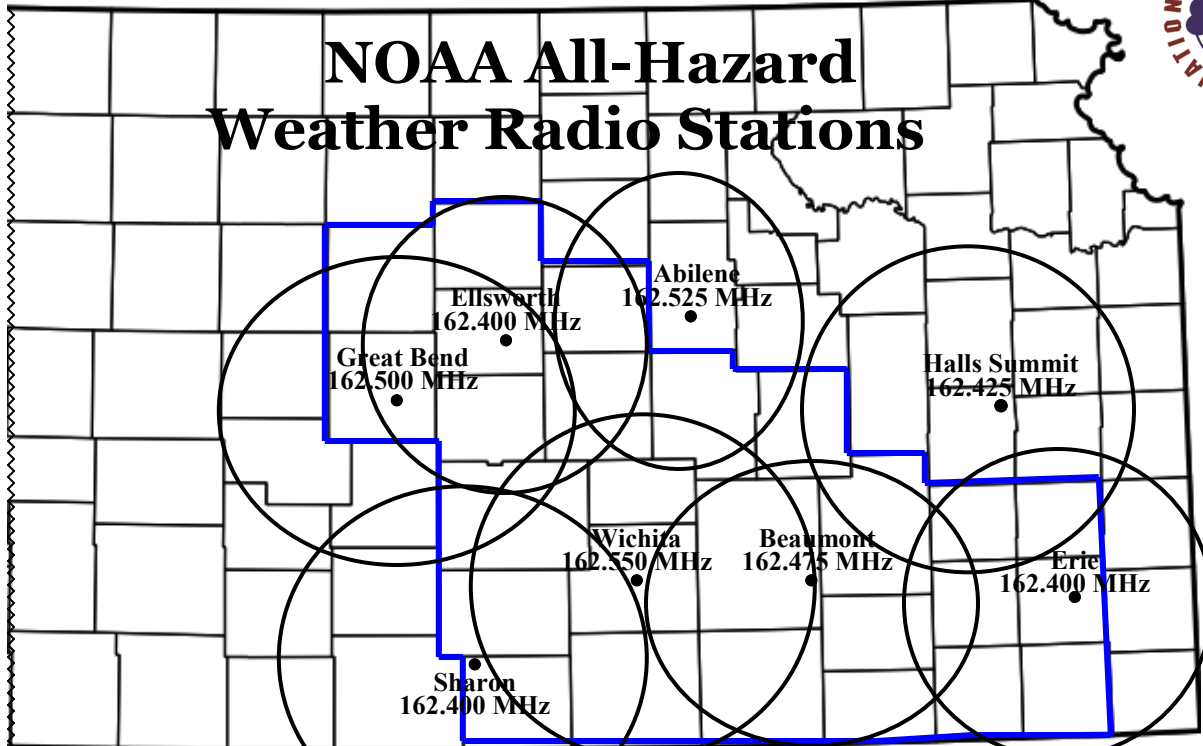 NOAA All-Hazard
Weather Radio Stations
Abilene
162.525 MHz
Ellsworth
162.400 MHz
Great Bend
162.500 MHz
Halls Summit
162.425 MHz
Wichita
162.550 MHz
Beaumont
162.475 MHz
Erie
162.400 MHz
Sharon
162.400 MHz